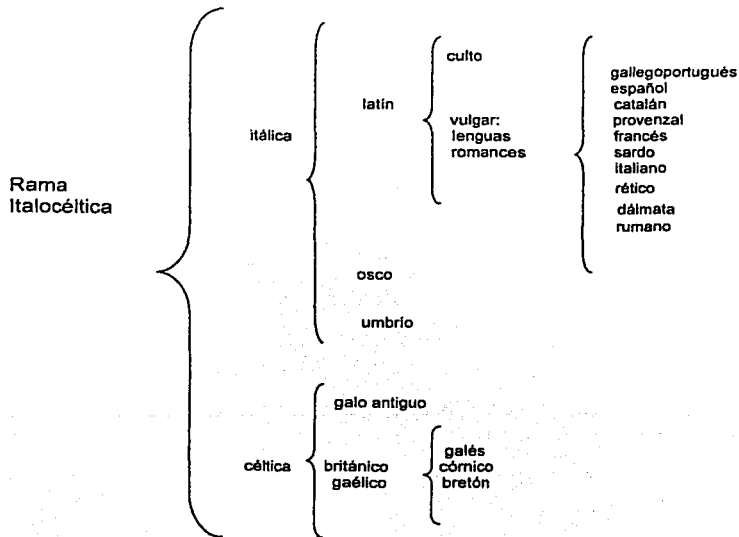 Rama
Italocéltica
itálica
latín
culto
vulgar:
lenguas
romances
gallegoportugués
español
catalán
provenzal
francés
sardo
italiano
rético
dálmata
rumano
osco
umbrío
céltica
galo antiguo
británico
gaélico
galés
córnico
bretón